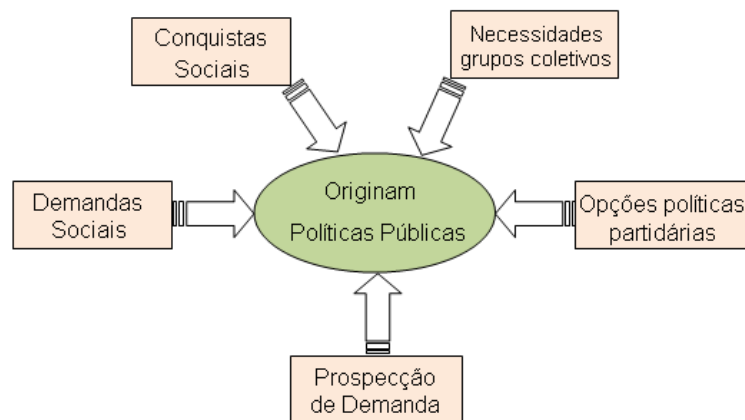 Conquistas
Sociais
Necessidades
grupos coletivos
Demandas
Sociais
Originam
Políticas Públicas
Opções políticas
partidárias
Prospecção
de Demanda